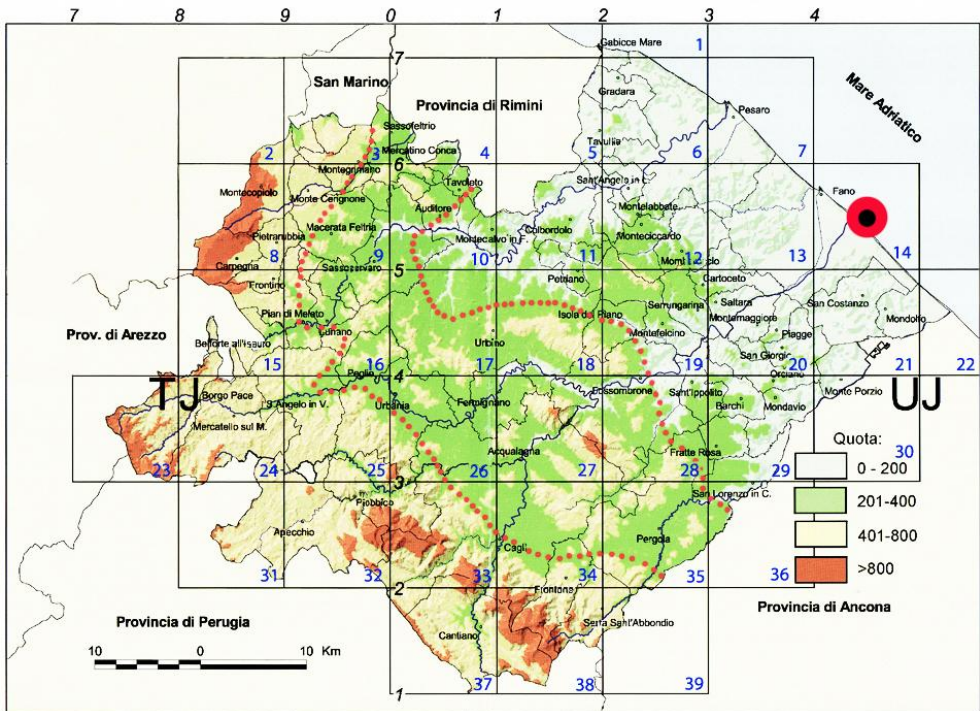 7 8 9 0 1 2 3 4
Gabicce Mare 1
7
San Marino Gradara Mare Adriatico
Provincia di Rimini Pesaro
Sassofeltrio
Tavullia
Mercatino Conca
2 3 4 5 6 7
6 Montegrimano
Sant'Angelo in L.
Montecopiolo Tavoleto Fano
Monte Cerignone Auditore Montelabbate
Macerata Feltria Colbordolo
Pietrarubbia Montecalvo in F. Monteciccardo
8 9 10 11 12 13 14
Carpegna Sassocorvaro
5 Petriano Cartoceto
Frontino
Serrungarina Saltara San Costanzo
Pian di Meleto Isola del Piano Montemaggiore Mondolfo
Prov. di Arezzo Lunano Montefelcino Piagge
Belforte all'Isauro Urbino
San Giorgio
15 16 17 18 19 20 21 22
Peglio Orciano
TJ 4 UJ
Borgo Pace S.Angelo in V. Urbania Fermignano Fossombrone Sant'Ippolito Monte Porzio
Barchi Mondavio
Mercatello sul M.
Quota:
Acqualagna Fratte Rosa 30
23 24 25 26 27 28 29 0 - 200
3
Piobbico San Lorenzo in C.
201-400
Apecchio
401-800
Cagli Pergola
31 32 33 34 35 36 >800
2 Frontone
Provincia di Ancona
Provincia di Perugia Serra Sant'Abbondio
Cantiano
10 0 10 Km
37 38 39
1